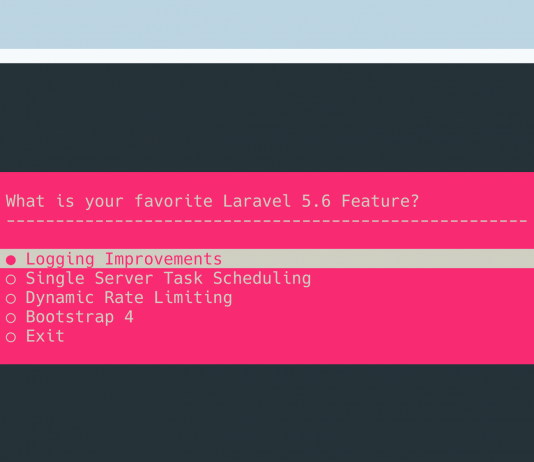 What is your favorite Laravel 5.6 Feature?
-----------------------------------------------------
● Logging Improvements
○ Single Server Task Scheduling
○ Dynamic Rate Limiting
○ Bootstrap 4
○ Exit